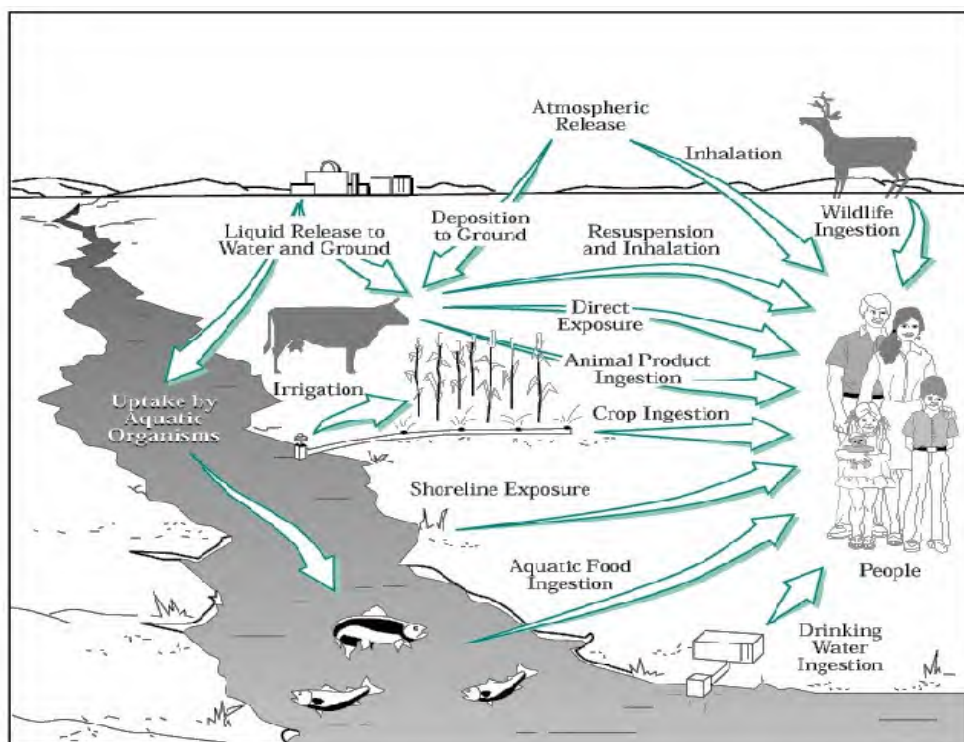 Atmospheric
Release
Inhalation
Wildlife
Ingestion
Liquid Release to
Water and Ground
Deposition
to Ground
Resuspension
and Inhalation
Direct
Exposure
Animal Product
Ingestion
Irrigation
Crop Ingestion
Uptake by
Aquatic
Organisms
Shoreline Exposure
Aquatic Food
Ingestion
People
Drinking
Water
Ingestion